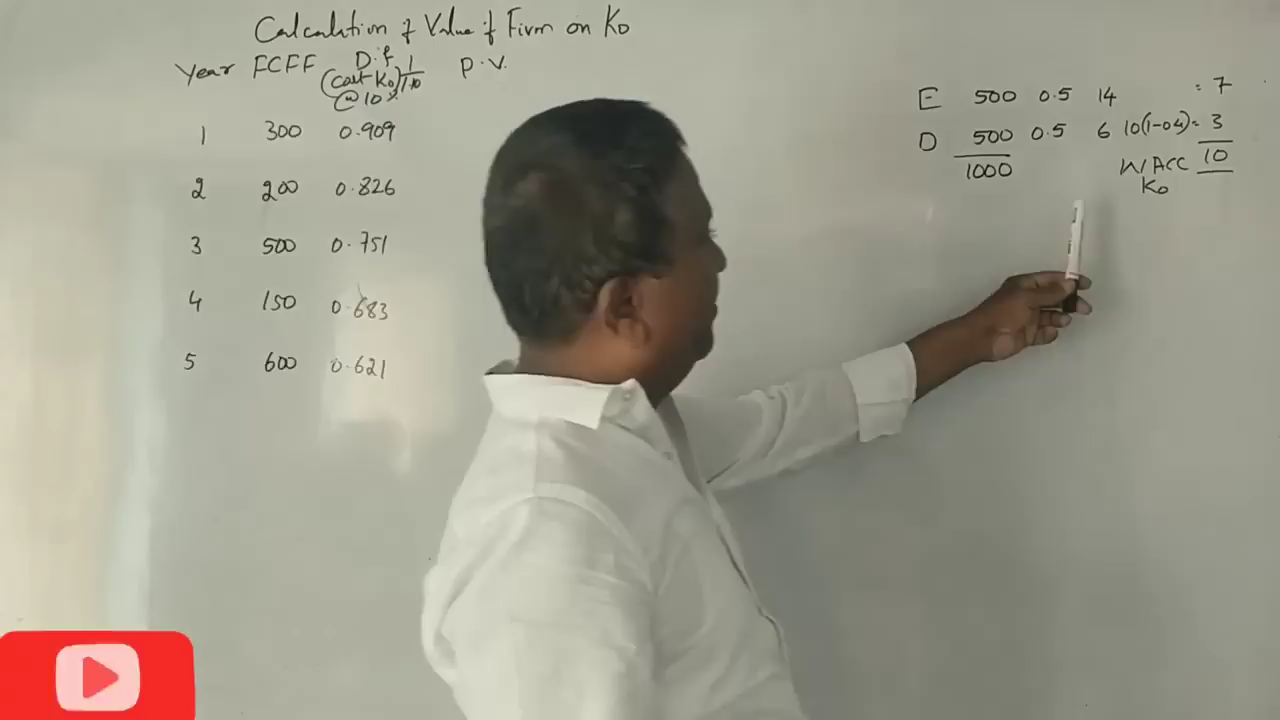 Calculation of Value of Firm on Ko
Year FCFF D.f 1/1.10 P.V.
(Cost Ko)
@ 10%
1 300 0.909
2 200 0.826
3 500 0.751
4 150 0.683
5 600 0.621
E 500 0.5 14 = 7
D 500 0.5 6 10(1-04) = 3
1000 WACC 10
Ko